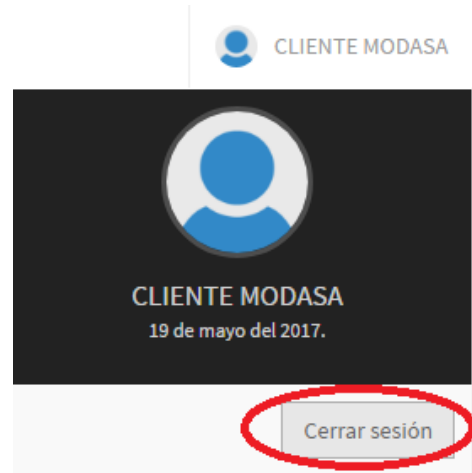 CLIENTE MODASA
CLIENTE MODASA
19 de mayo del 2017.
Cerrar sesión